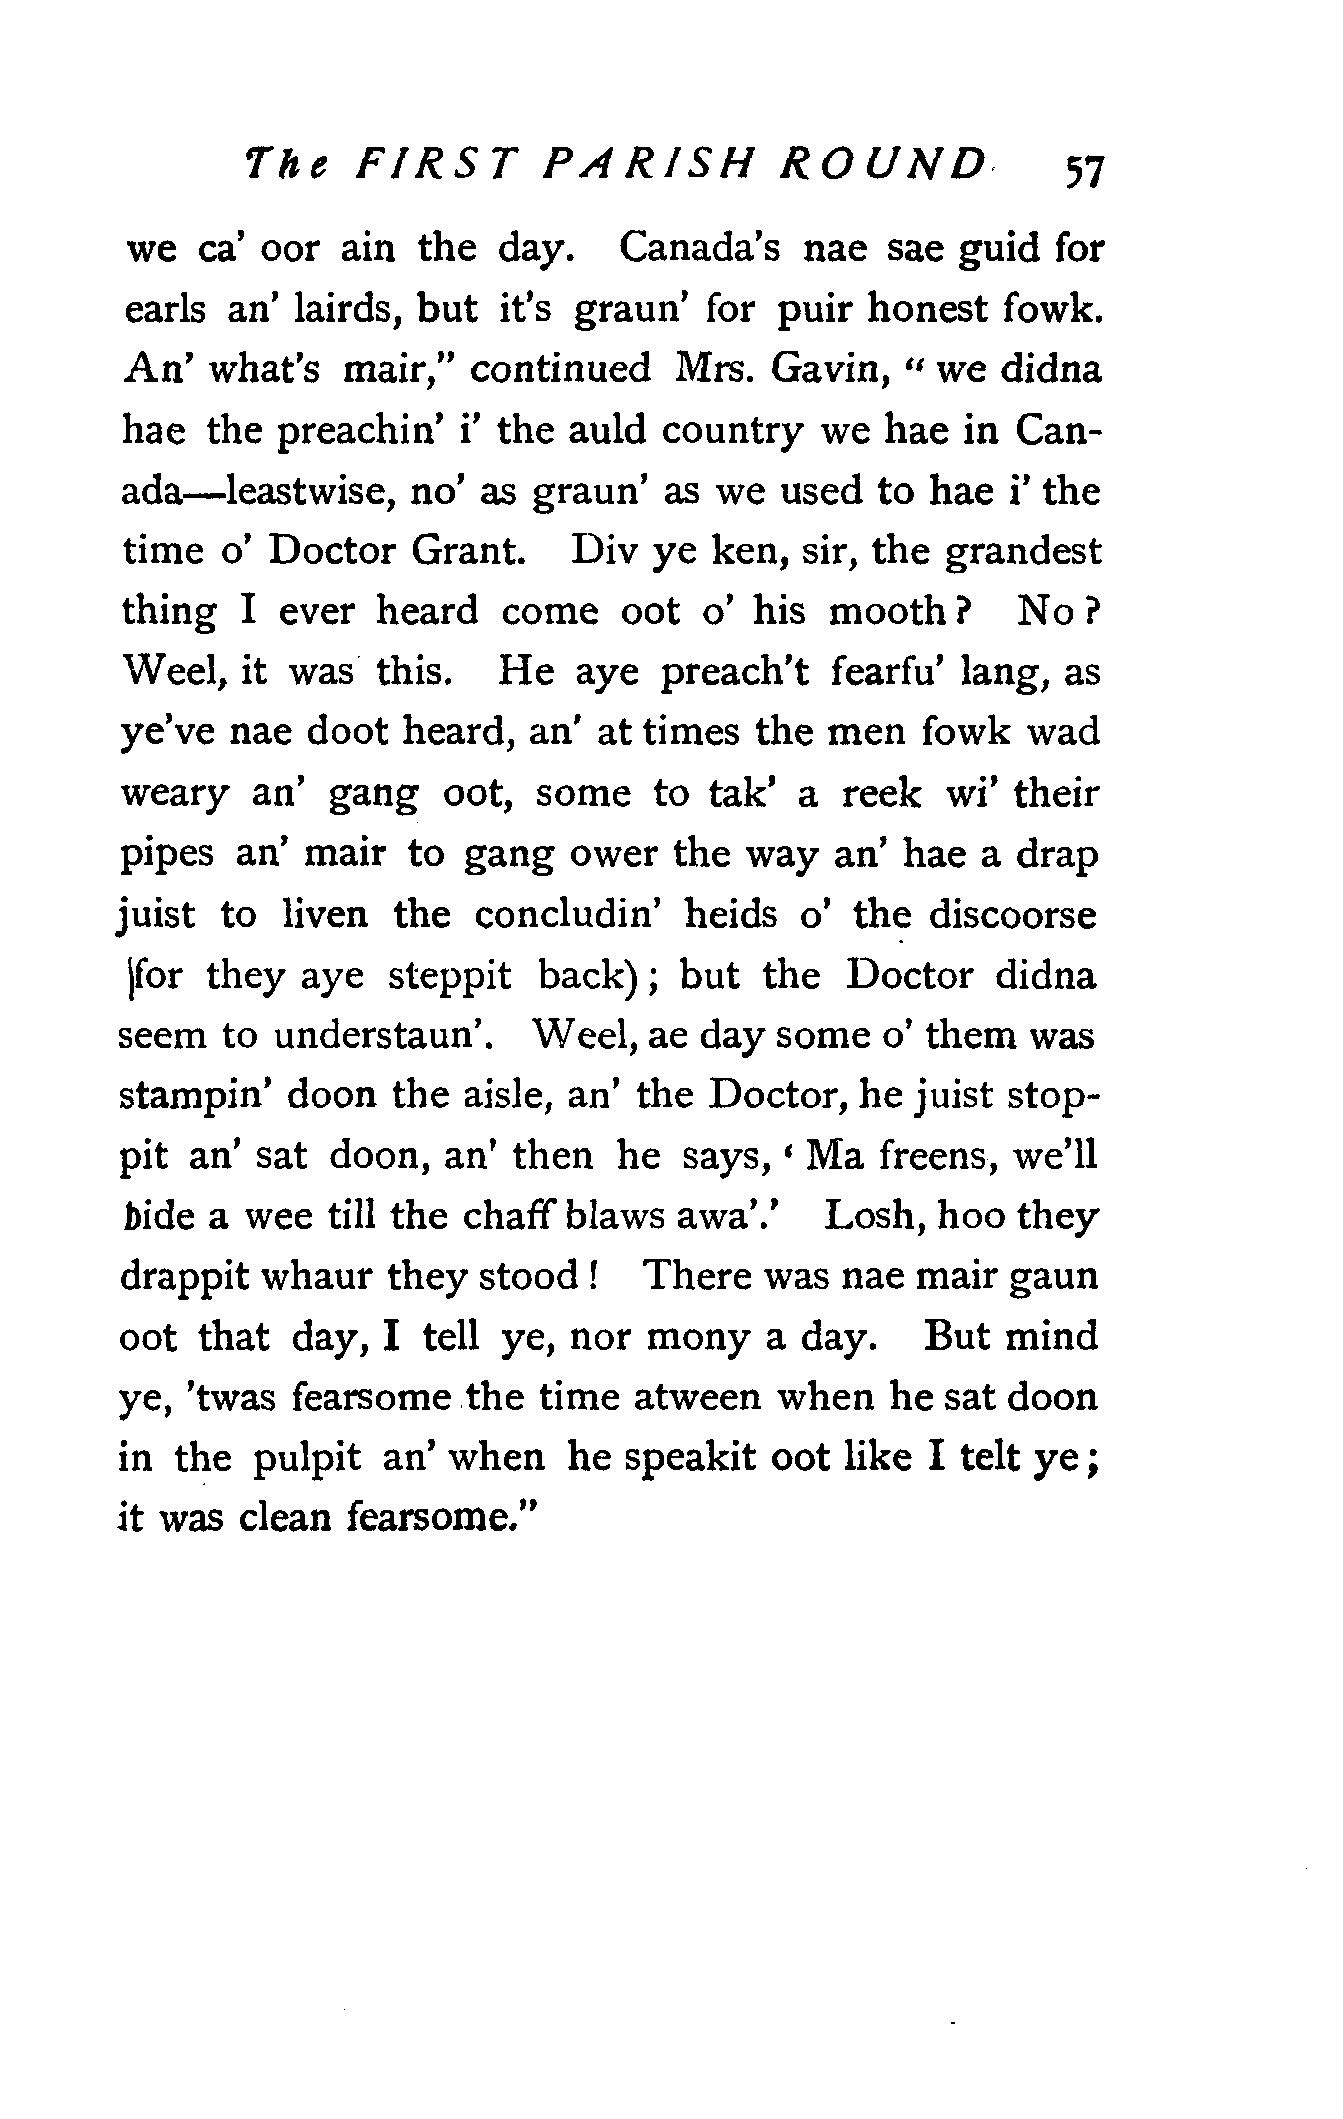 The FIRST PARISH ROUND 57
we ca' oor ain the day. Canada's nae sae guid for
earls an' lairds, but it's graun' for puir honest fowk.
An' what's mair," continued Mrs. Gavin, "we didna
hae the preachin' i' the auld country we hae in Can-
ada—leastwise, no' as graun' as we used to hae i' the
time o' Doctor Grant. Div ye ken, sir, the grandest
thing I ever heard come oot o' his mooth? No?
Weel, it was this. He aye preach't fearfu' lang, as
ye've nae doot heard, an' at times the men fowk wad
weary an' gang oot, some to tak' a reek wi' their
pipes an' mair to gang ower the way an' hae a drap
juist to liven the concludin' heids o' the discoorse
(for they aye steppit back); but the Doctor didna
seem to understaun'. Weel, ae day some o' them was
stampin' doon the aisle, an' the Doctor, he juist stop-
pit an' sat doon, an' then he says, 'Ma freens, we'll
bide a wee till the chaff blaws awa'.' Losh, hoo they
drappit whaur they stood! There was nae mair gaun
oot that day, I tell ye, nor mony a day. But mind
ye, 'twas fearsome the time atween when he sat doon
in the pulpit an' when he speakit oot like I telt ye;
it was clean fearsome."